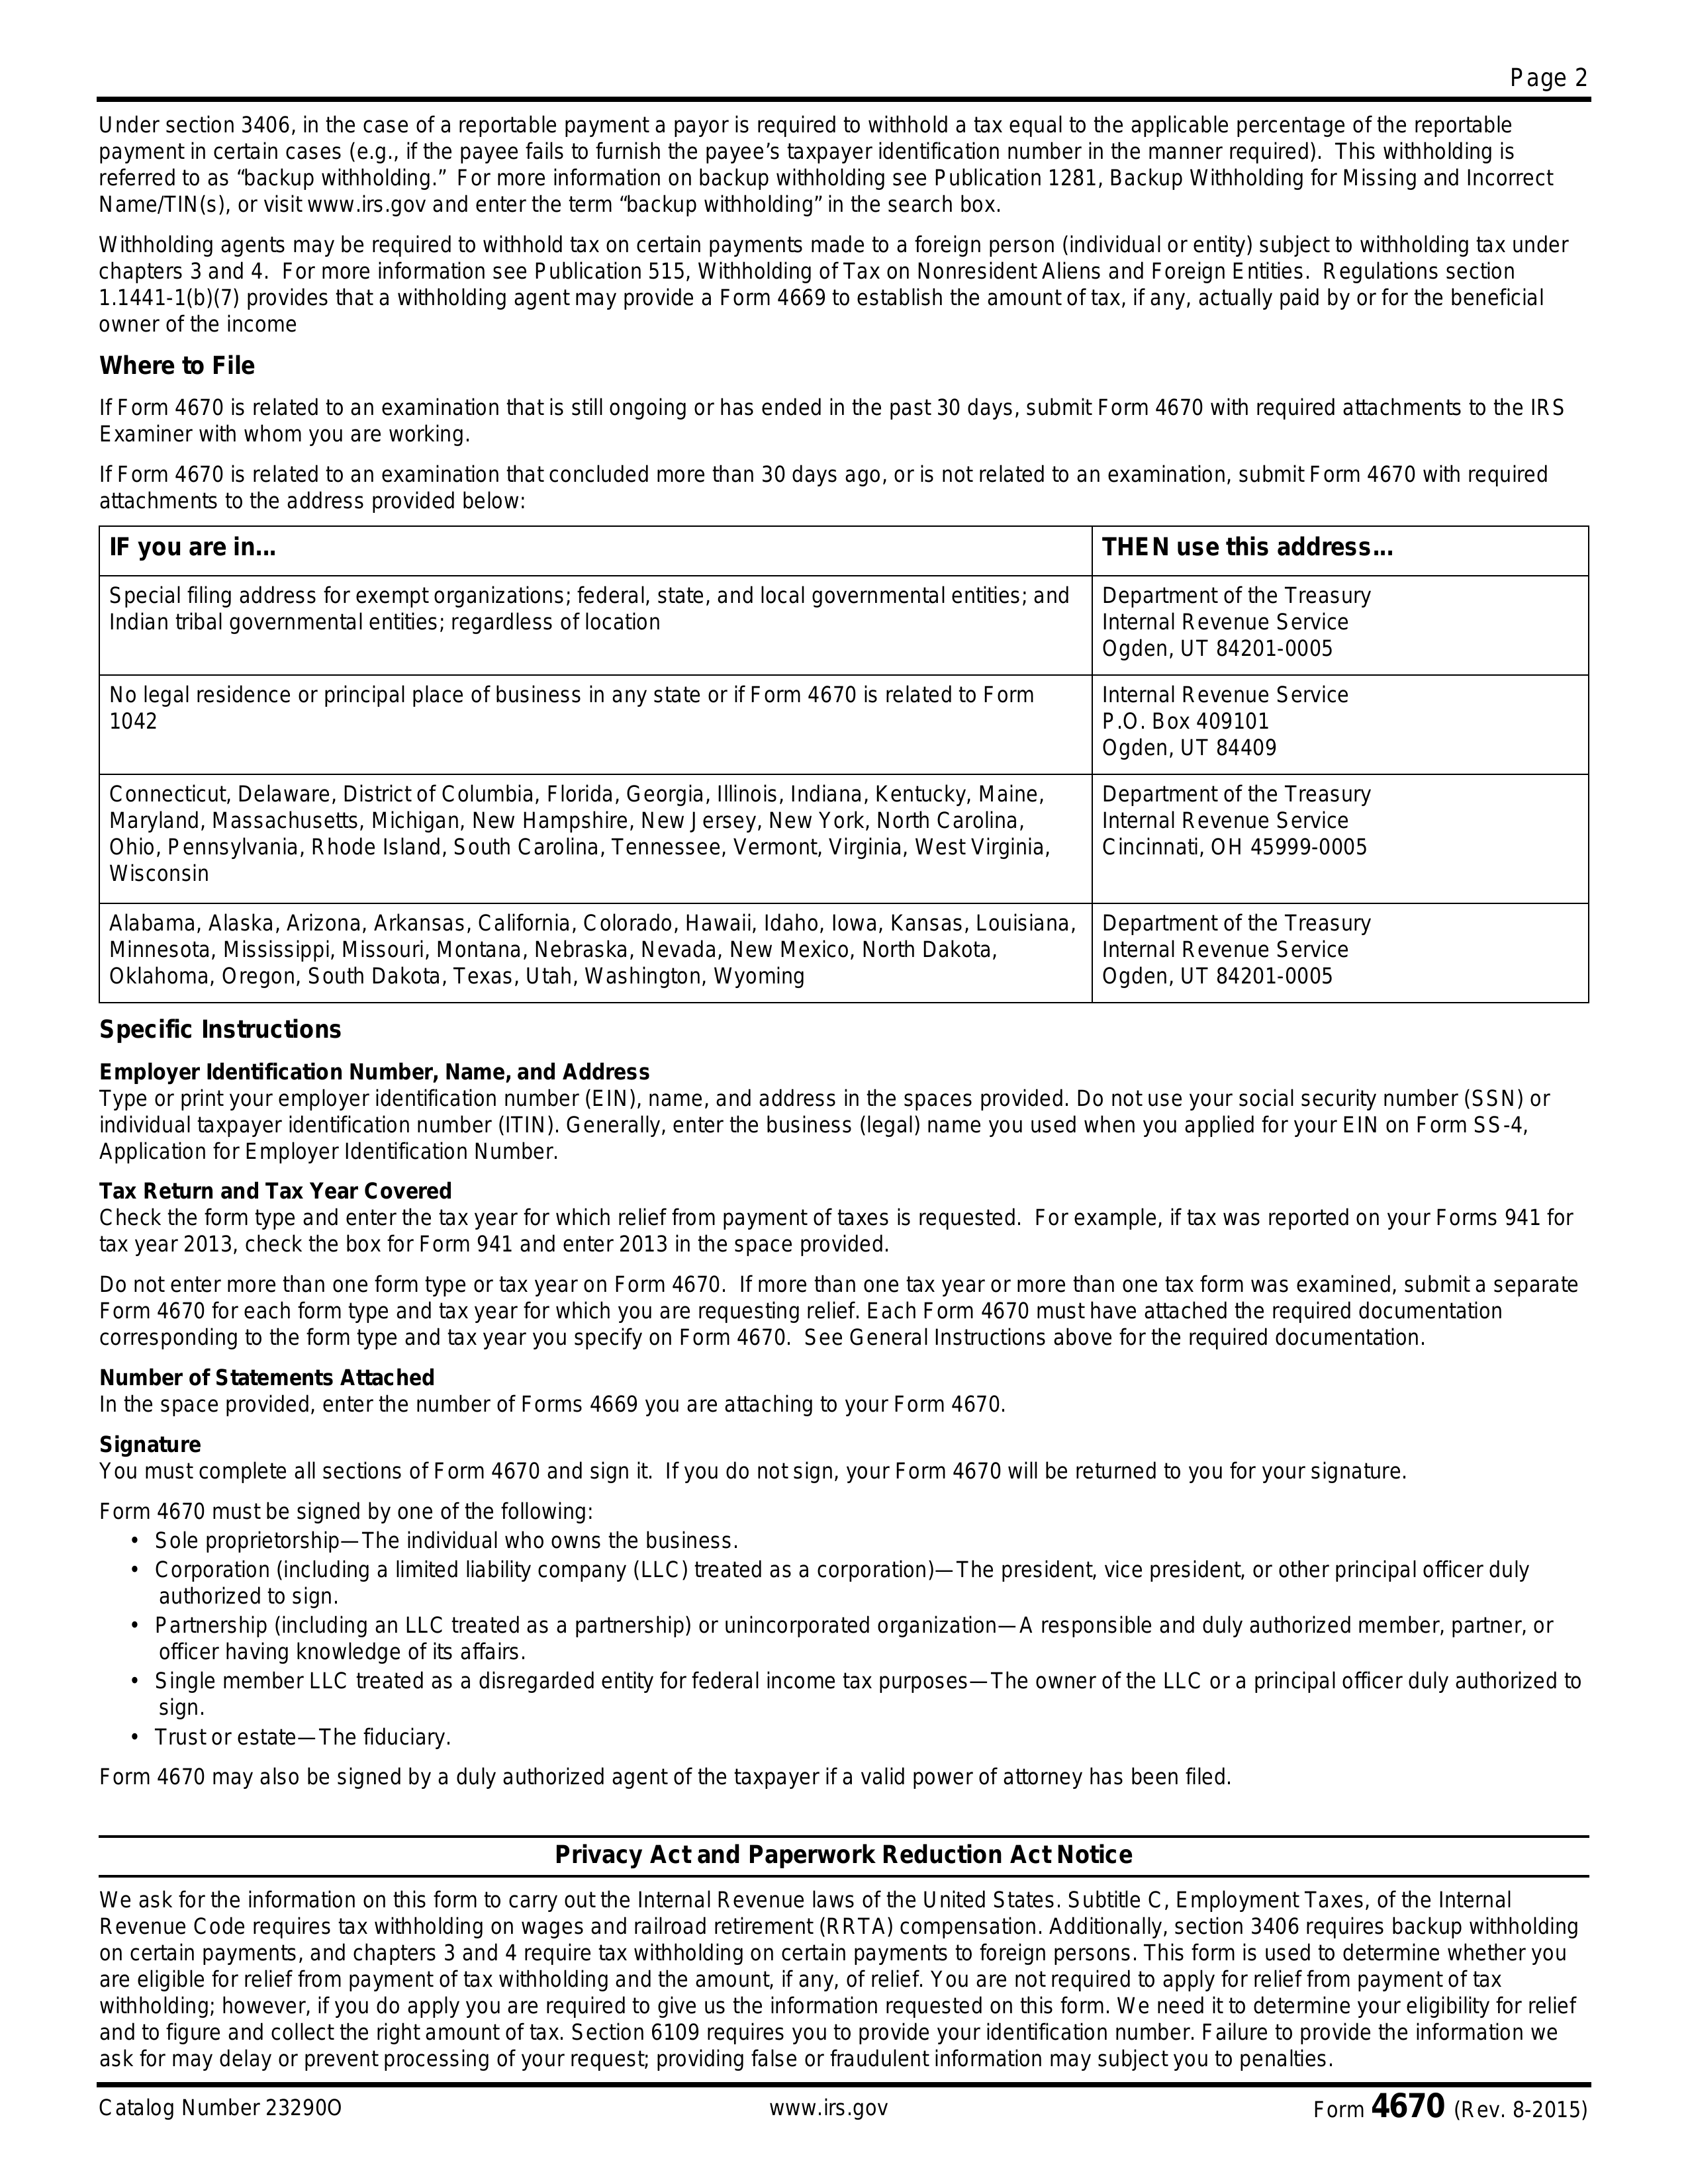 Page 2
Under section 3406, in the case of a reportable payment a payor is required to withhold a tax equal to the applicable percentage of the reportable
payment in certain cases (e.g., if the payee fails to furnish the payee’s taxpayer identification number in the manner required).  This withholding is
referred to as “backup withholding.”  For more information on backup withholding see Publication 1281, Backup Withholding for Missing and Incorrect
Name/TIN(s), or visit www.irs.gov and enter the term “backup withholding” in the search box.
Withholding agents may be required to withhold tax on certain payments made to a foreign person (individual or entity) subject to withholding tax under
chapters 3 and 4.  For more information see Publication 515, Withholding of Tax on Nonresident Aliens and Foreign Entities.  Regulations section
1.1441-1(b)(7) provides that a withholding agent may provide a Form 4669 to establish the amount of tax, if any, actually paid by or for the beneficial
owner of the income
Where to File
If Form 4670 is related to an examination that is still ongoing or has ended in the past 30 days, submit Form 4670 with required attachments to the IRS
Examiner with whom you are working.
If Form 4670 is related to an examination that concluded more than 30 days ago, or is not related to an examination, submit Form 4670 with required
attachments to the address provided below:
IF you are in...
THEN use this address...
Special filing address for exempt organizations; federal, state, and local governmental entities; and
Indian tribal governmental entities; regardless of location
Department of the Treasury
Internal Revenue Service
Ogden, UT 84201-0005
No legal residence or principal place of business in any state or if Form 4670 is related to Form
1042
Internal Revenue Service
P.O. Box 409101
Ogden, UT 84409
Connecticut, Delaware, District of Columbia, Florida, Georgia, Illinois, Indiana, Kentucky, Maine,
Maryland, Massachusetts, Michigan, New Hampshire, New Jersey, New York, North Carolina,
Ohio, Pennsylvania, Rhode Island, South Carolina, Tennessee, Vermont, Virginia, West Virginia,
Wisconsin
Department of the Treasury
Internal Revenue Service
Cincinnati, OH 45999-0005
Alabama, Alaska, Arizona, Arkansas, California, Colorado, Hawaii, Idaho, Iowa, Kansas, Louisiana,
Minnesota, Mississippi, Missouri, Montana, Nebraska, Nevada, New Mexico, North Dakota,
Oklahoma, Oregon, South Dakota, Texas, Utah, Washington, Wyoming
Department of the Treasury
Internal Revenue Service
Ogden, UT 84201-0005
Specific Instructions
Employer Identification Number, Name, and Address
Type or print your employer identification number (EIN), name, and address in the spaces provided. Do not use your social security number (SSN) or
individual taxpayer identification number (ITIN). Generally, enter the business (legal) name you used when you applied for your EIN on Form SS-4,
Application for Employer Identification Number.
Tax Return and Tax Year Covered
Check the form type and enter the tax year for which relief from payment of taxes is requested.  For example, if tax was reported on your Forms 941 for
tax year 2013, check the box for Form 941 and enter 2013 in the space provided.
Do not enter more than one form type or tax year on Form 4670.  If more than one tax year or more than one tax form was examined, submit a separate
Form 4670 for each form type and tax year for which you are requesting relief. Each Form 4670 must have attached the required documentation
corresponding to the form type and tax year you specify on Form 4670.  See General Instructions above for the required documentation.
Number of Statements Attached
In the space provided, enter the number of Forms 4669 you are attaching to your Form 4670.
Signature
You must complete all sections of Form 4670 and sign it.  If you do not sign, your Form 4670 will be returned to you for your signature.
Form 4670 must be signed by one of the following:
• Sole proprietorship—The individual who owns the business.
• Corporation (including a limited liability company (LLC) treated as a corporation)—The president, vice president, or other principal officer duly
authorized to sign.
• Partnership (including an LLC treated as a partnership) or unincorporated organization—A responsible and duly authorized member, partner, or
officer having knowledge of its affairs.
• Single member LLC treated as a disregarded entity for federal income tax purposes—The owner of the LLC or a principal officer duly authorized to
sign.
• Trust or estate—The fiduciary.
Form 4670 may also be signed by a duly authorized agent of the taxpayer if a valid power of attorney has been filed.
Privacy Act and Paperwork Reduction Act Notice
We ask for the information on this form to carry out the Internal Revenue laws of the United States. Subtitle C, Employment Taxes, of the Internal
Revenue Code requires tax withholding on wages and railroad retirement (RRTA) compensation. Additionally, section 3406 requires backup withholding
on certain payments, and chapters 3 and 4 require tax withholding on certain payments to foreign persons. This form is used to determine whether you
are eligible for relief from payment of tax withholding and the amount, if any, of relief. You are not required to apply for relief from payment of tax
withholding; however, if you do apply you are required to give us the information requested on this form. We need it to determine your eligibility for relief
and to figure and collect the right amount of tax. Section 6109 requires you to provide your identification number. Failure to provide the information we
ask for may delay or prevent processing of your request; providing false or fraudulent information may subject you to penalties.
Catalog Number 23290O
www.irs.gov
Form 4670 (Rev. 8-2015)